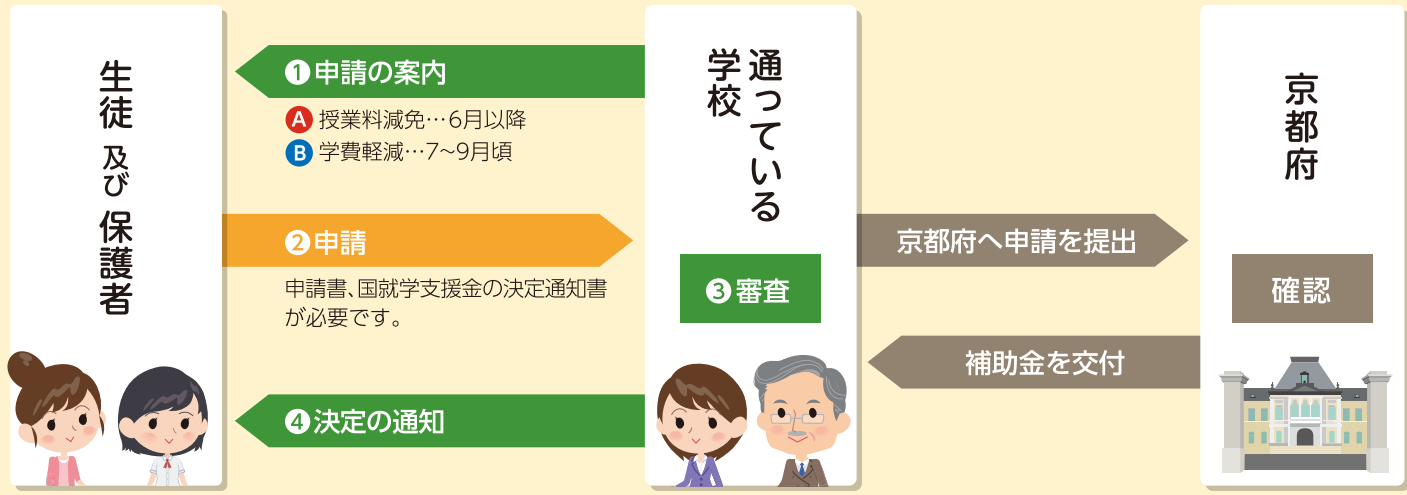 生徒 及び 保護者
❶申請の案内
A 授業料減免…6月以降
B 学費軽減…7~9月頃
❷申請
申請書、国就学支援金の決定通知書
が必要です。
❹決定の通知
通っている
学校
❸審査
京都府へ申請を提出
補助金を交付
京都府
確認